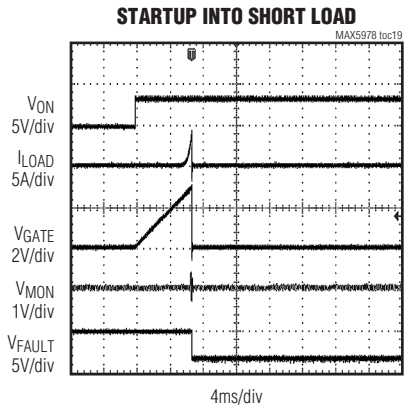 STARTUP INTO SHORT LOAD
MAX5978 toc19
VON
5V/div
ILOAD
5A/div
VGATE
2V/div
VMON
1V/div
VFAULT
5V/div
4ms/div